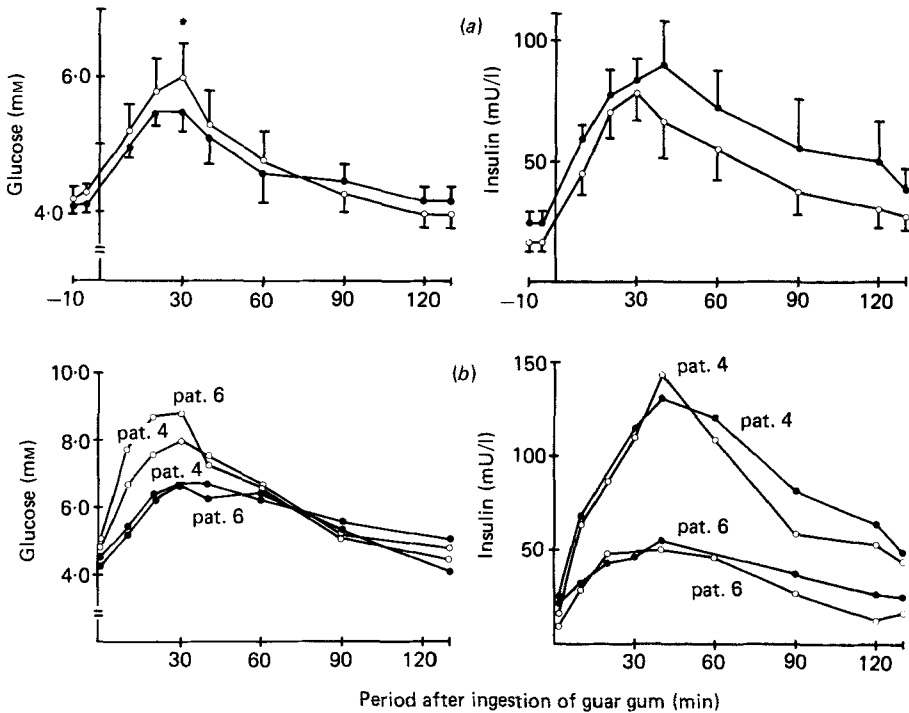 *
(a)
Glucose (mM)
6.0
4.0
−10
30
60
90
120
Insulin (mU/l)
100
50
−10
30
60
90
120
(b)
Glucose (mM)
10·0
8·0
6·0
4·0
pat. 6
pat. 4
pat. 4
pat. 6
30
60
90
120
Insulin (mU/l)
150
100
50
pat. 4
pat. 4
pat. 6
pat. 6
30
60
90
120
Period after ingestion of guar gum (min)